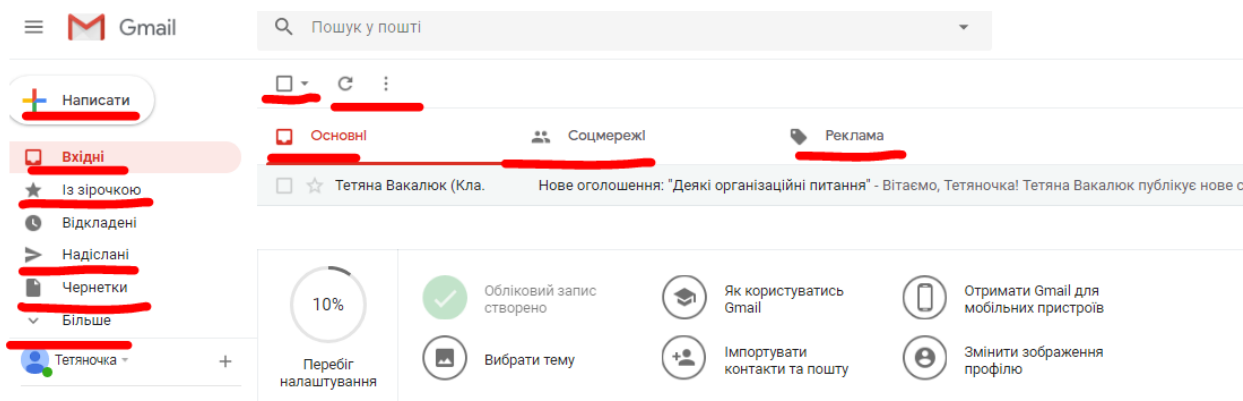 Gmail
Пошук у пошті
Написати
Вхідні
Із зірочкою
Відкладені
Надіслані
Чернетки
Більше
Тетяночка
Основні
Соцмережі
Реклама
Тетяна Вакалюк (Кла. Нове оголошення: "Деякі організаційні питання" - Вітаємо, Тетяночка! Тетяна Вакалюк публікує нове о
10%
Перебіг
налаштування
Обліковий запис
створено
Як користуватись
Gmail
Отримати Gmail для
мобільних пристроїв
Вибрати тему
Імпортувати
контакти та пошту
Змінити зображення
профілю